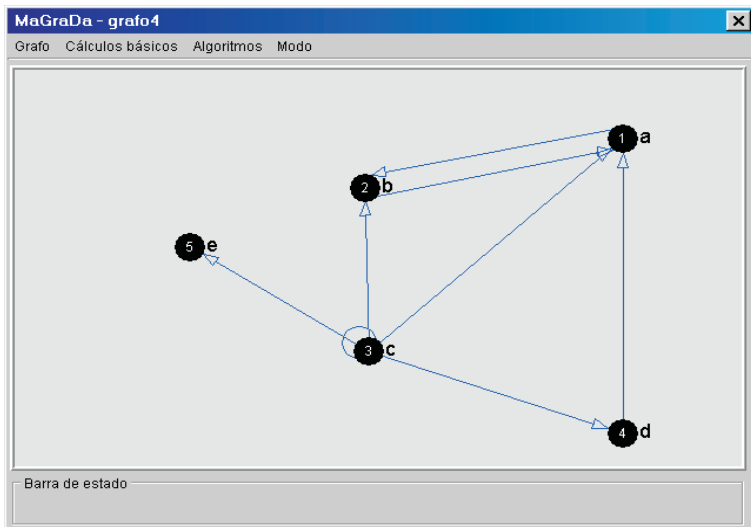 MaGraDa - grafo4
Grafo Cálculos básicos Algoritmos Modo
1 a
2 b
5 e
3 c
4 d
Barra de estado